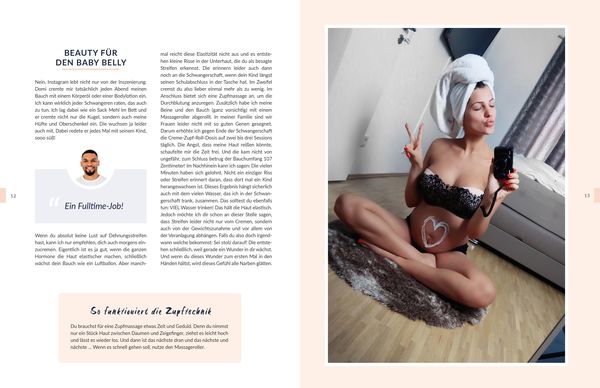 BEAUTY FÜR
DEN BABY BELLY
Nein, Instagram lebt nicht nur von der Inszenierung.
Domi cremte mir tatsächlich jeden Abend meinen
Bauch mit einem Körperöl oder einer Bodylotion ein.
Ich kann wirklich jeder Schwangeren raten, das auch
zu tun. Ich lag dabei wie ein Sack Mehl im Bett und
er cremte nicht nur die Kugel, sondern auch meine
Hüfte und Oberschenkel ein. Die wuchsen ja leider
auch mit. Dabei redete er jedes Mal mit seinem Kind,
sooo süß!
“ Ein Fulltime-Job!
Wenn du absolut keine Lust auf Dehnungsstreifen
hast, kann ich nur empfehlen, dich auch morgens ein-
zucremen. Eigentlich ist es ja gut, wenn die ganzen
Hormone die Haut elastischer machen, schließlich
wächst dein Bauch wie ein Luftballon. Aber manch-
mal reicht diese Elastizität nicht aus und es entste-
hen kleine Risse in der Unterhaut, die du als besagte
Streifen erkennst. Die erinnern leider auch dann
noch an die Schwangerschaft, wenn dein Kind längst
seinen Schulabschluss in der Tasche hat. Im Zweifel
cremst du also lieber einmal mehr als zu wenig. Im
Anschluss bietet sich eine Zupfmassage an, um die
Durchblutung anzuregen. Zusätzlich habe ich meine
Beine und den Bauch (ganz vorsichtig) mit einem
Massageroller abgerollt. In meiner Familie sind wir
Frauen leider nicht mit so guten Genen gesegnet.
Darum erhöhte ich gegen Ende der Schwangerschaft
die Creme-Zupf-Roll-Dosis auf zwei bis drei Sessions
täglich. Die Angst, dass meine Haut reißen könnte,
schaufelte mir die Zeit frei. Und die kam nicht von
ungefähr, zum Schluss betrug der Bauchumfang 107
Zentimeter! Im Nachhinein kann ich sagen: Die vielen
Minuten haben sich gelohnt. Nicht ein einziger Riss
oder Streifen erinnert daran, dass dort mal ein Kind
herangewachsen ist. Dieses Ergebnis hängt sicherlich
auch mit dem vielen Wasser, das ich in der Schwan-
gerschaft trank, zusammen. Das solltest du ebenfalls
tun: VIEL Wasser trinken! Das hält die Haut elastisch.
Jedoch möchte ich dir schon an dieser Stelle sagen,
dass Streifen leider nicht nur vom Cremen, sondern
auch von der Gewichtszunahme und vor allem von
der Veranlagung abhängen. Falls du also doch irgend-
wann welche bekommst: Sei stolz darauf! Die entste-
hen schließlich, weil gerade ein Wunder in dir wächst.
Und wenn du dieses Wunder zum ersten Mal in den
Händen hältst, wird dieses Gefühl alle Narben glätten.
So funktioniert die Zupftechnik
Du brauchst für eine Zupfmassage etwas Zeit und Geduld. Denn du nimmst
nur ein Stück Haut zwischen Daumen und Zeigefinger, ziehst es leicht hoch
und lässt es wieder los. Und dann ist das nächste dran und das nächste und
nächste ... Wenn es schnell gehen soll, nutze den Massageroller.
12
13